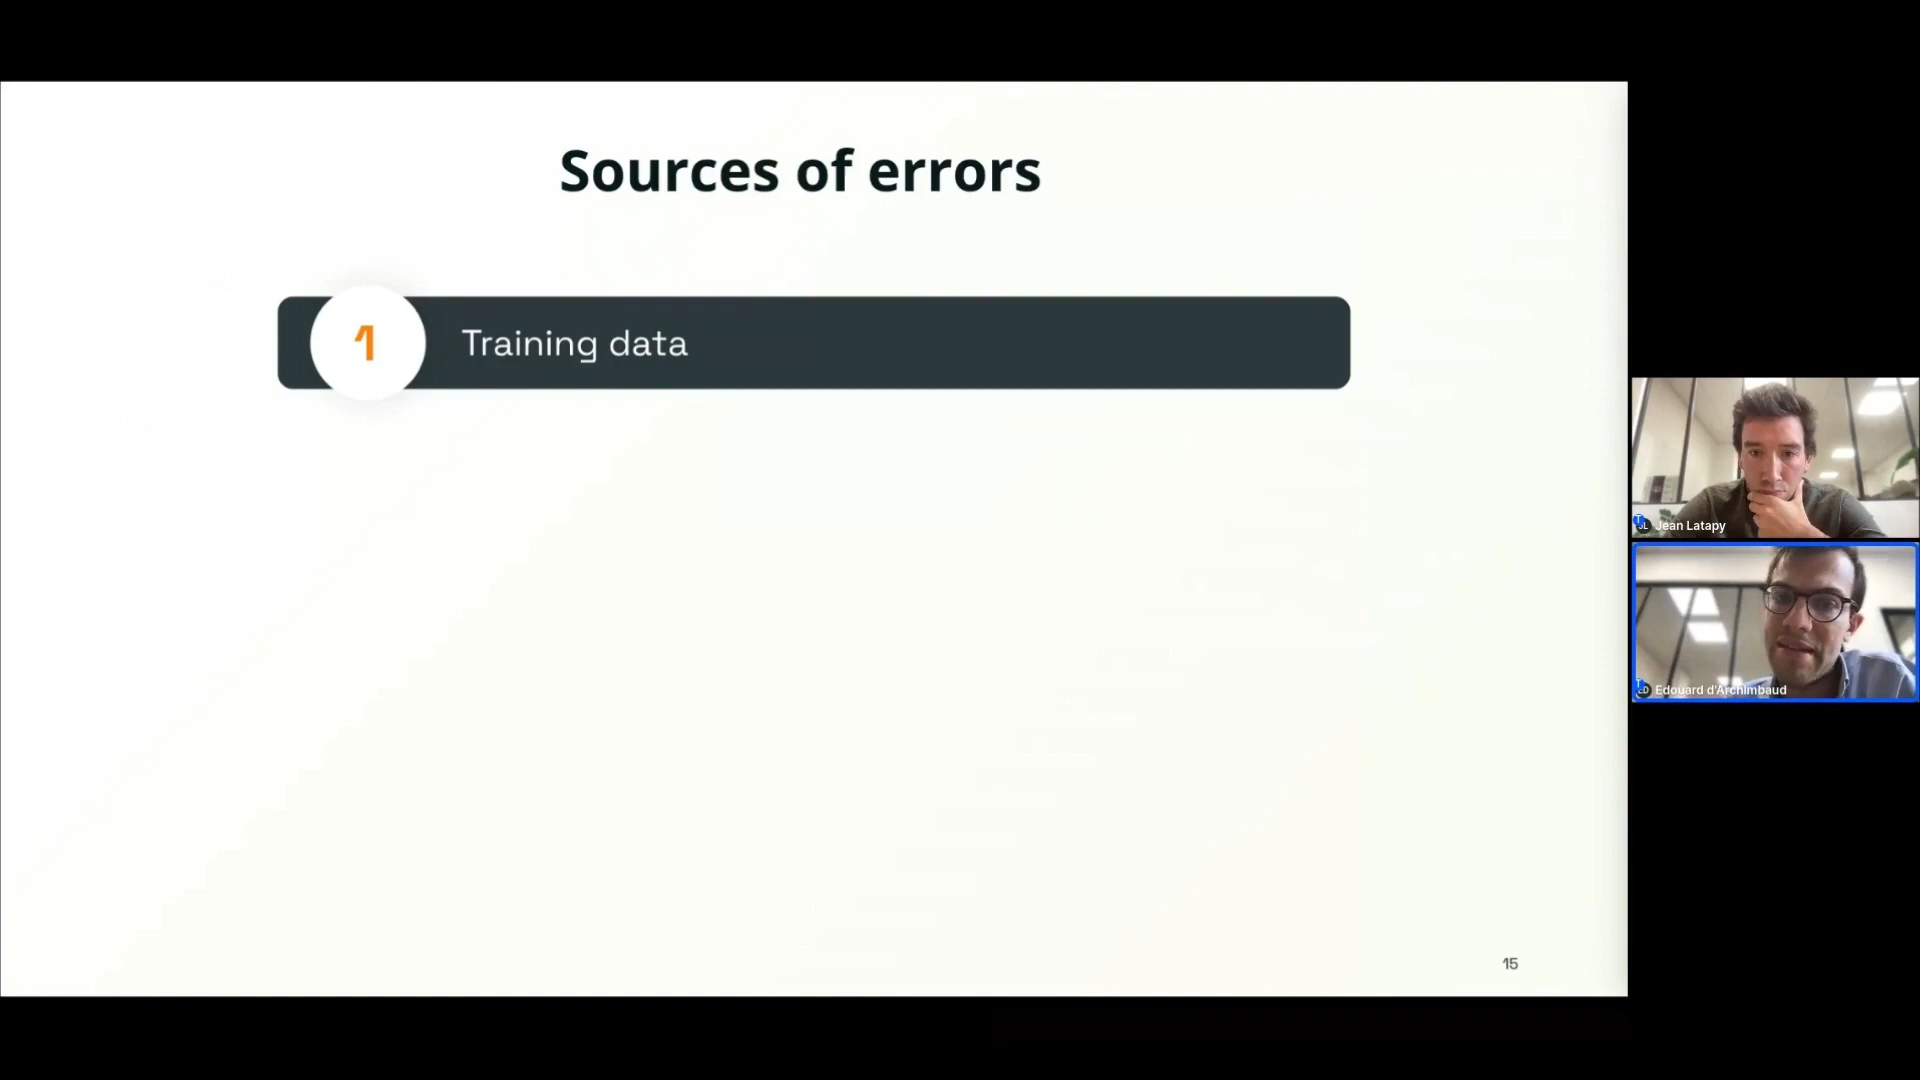 Sources of errors
1
Training data
15
Jean Latapy
Edouard d'Archimbaud